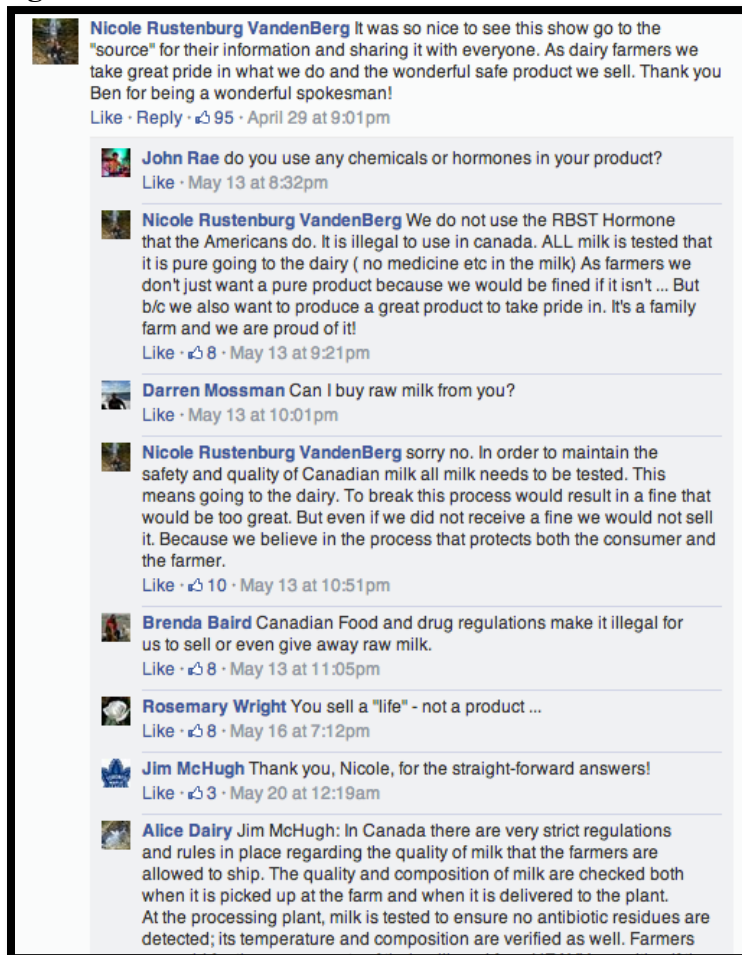 Nicole Rustenburg VandenBerg It was so nice to see this show go to the
"source" for their information and sharing it with everyone. As dairy farmers we
take great pride in what we do and the wonderful safe product we sell. Thank you
Ben for being a wonderful spokesman!
Like · Reply · 95 · April 29 at 9:01pm
John Rae do you use any chemicals or hormones in your product?
Like · May 13 at 8:32pm
Nicole Rustenburg VandenBerg We do not use the RBST Hormone
that the Americans do. It is illegal to use in canada. ALL milk is tested that
it is pure going to the dairy ( no medicine etc in the milk) As farmers we
don't just want a pure product because we would be fined if it isn't ... But
b/c we also want to produce a great product to take pride in. It's a family
farm and we are proud of it!
Like · 8 · May 13 at 9:21pm
Darren Mossman Can I buy raw milk from you?
Like · May 13 at 10:01pm
Nicole Rustenburg VandenBerg sorry no. In order to maintain the
safety and quality of Canadian milk all milk needs to be tested. This
means going to the dairy. To break this process would result in a fine that
would be too great. But even if we did not receive a fine we would not sell
it. Because we believe in the process that protects both the consumer and
the farmer.
Like · 10 · May 13 at 10:51pm
Brenda Baird Canadian Food and drug regulations make it illegal for
us to sell or even give away raw milk.
Like · 8 · May 13 at 11:05pm
Rosemary Wright You sell a "life" - not a product ...
Like · 8 · May 16 at 7:12pm
Jim McHugh Thank you, Nicole, for the straight-forward answers!
Like · 3 · May 20 at 12:19am
Alice Dairy Jim McHugh: In Canada there are very strict regulations
and rules in place regarding the quality of milk that the farmers are
allowed to ship. The quality and composition of milk are checked both
when it is picked up at the farm and when it is delivered to the plant.
At the processing plant, milk is tested to ensure no antibiotic residues are
detected; its temperature and composition are verified as well. Farmers